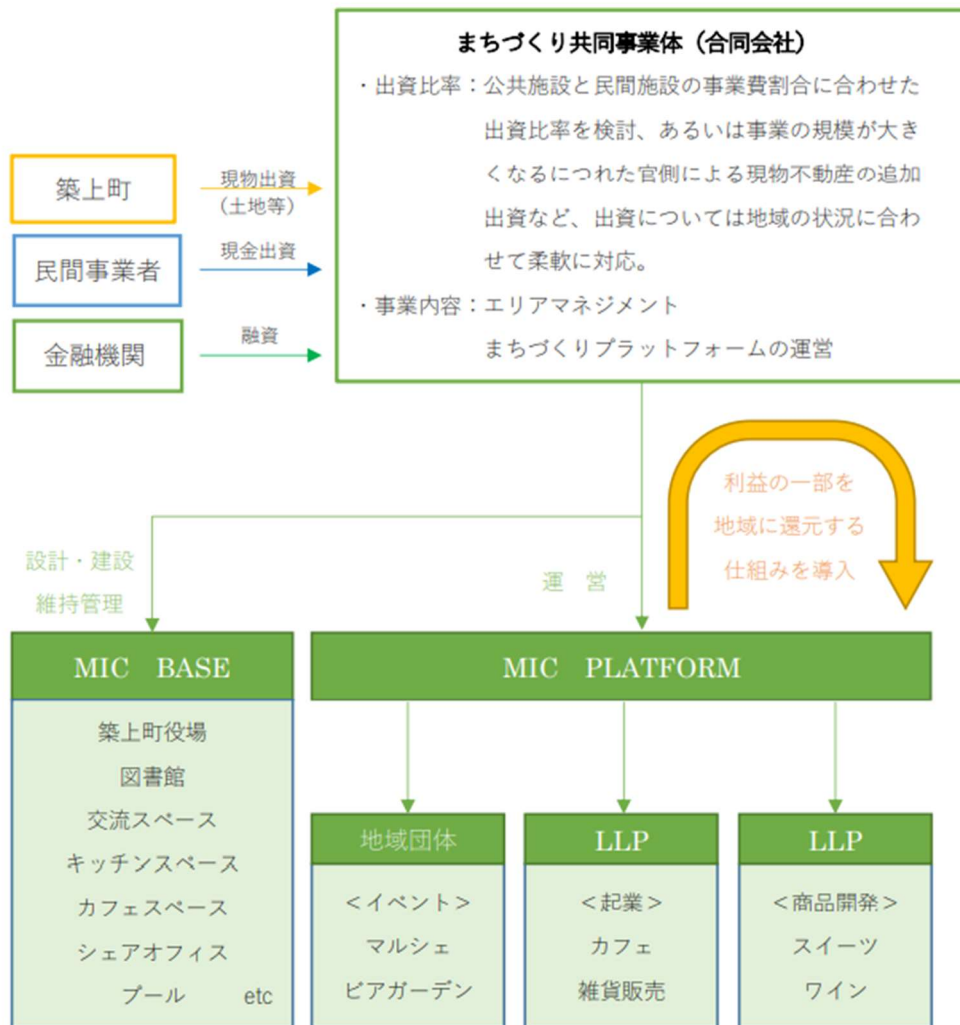 まちづくり共同事業体（合同会社）
・出資比率：公共施設と民間施設の事業費割合に合わせた
出資比率を検討、あるいは事業の規模が大き
くなるにつれた官側による現物不動産の追加
出資など、出資については地域の状況に合わ
せて柔軟に対応。
・事業内容：エリアマネジメント
まちづくりプラットフォームの運営
築上町
現物出資
（土地等）
民間事業者
現金出資
金融機関
融資
利益の一部を
地域に還元する
仕組みを導入
設計・建設
維持管理
運　営
MIC　BASE
築上町役場
図書館
交流スペース
キッチンスペース
カフェスペース
シェアオフィス
プール　　etc
MIC　PLATFORM
地域団体
＜イベント＞
マルシェ
ビアガーデン
LLP
＜起業＞
カフェ
雑貨販売
LLP
＜商品開発＞
スイーツ
ワイン